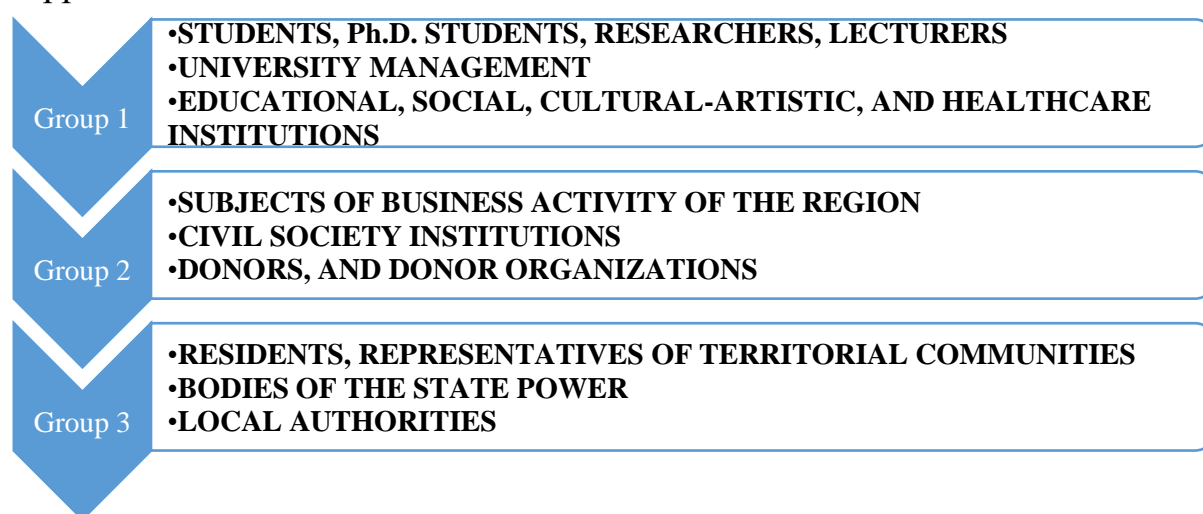 Group 1
•STUDENTS, Ph.D. STUDENTS, RESEARCHERS, LECTURERS
•UNIVERSITY MANAGEMENT
•EDUCATIONAL, SOCIAL, CULTURAL-ARTISTIC, AND HEALTHCARE
INSTITUTIONS
Group 2
•SUBJECTS OF BUSINESS ACTIVITY OF THE REGION
•CIVIL SOCIETY INSTITUTIONS
•DONORS, AND DONOR ORGANIZATIONS
Group 3
•RESIDENTS, REPRESENTATIVES OF TERRITORIAL COMMUNITIES
•BODIES OF THE STATE POWER
•LOCAL AUTHORITIES